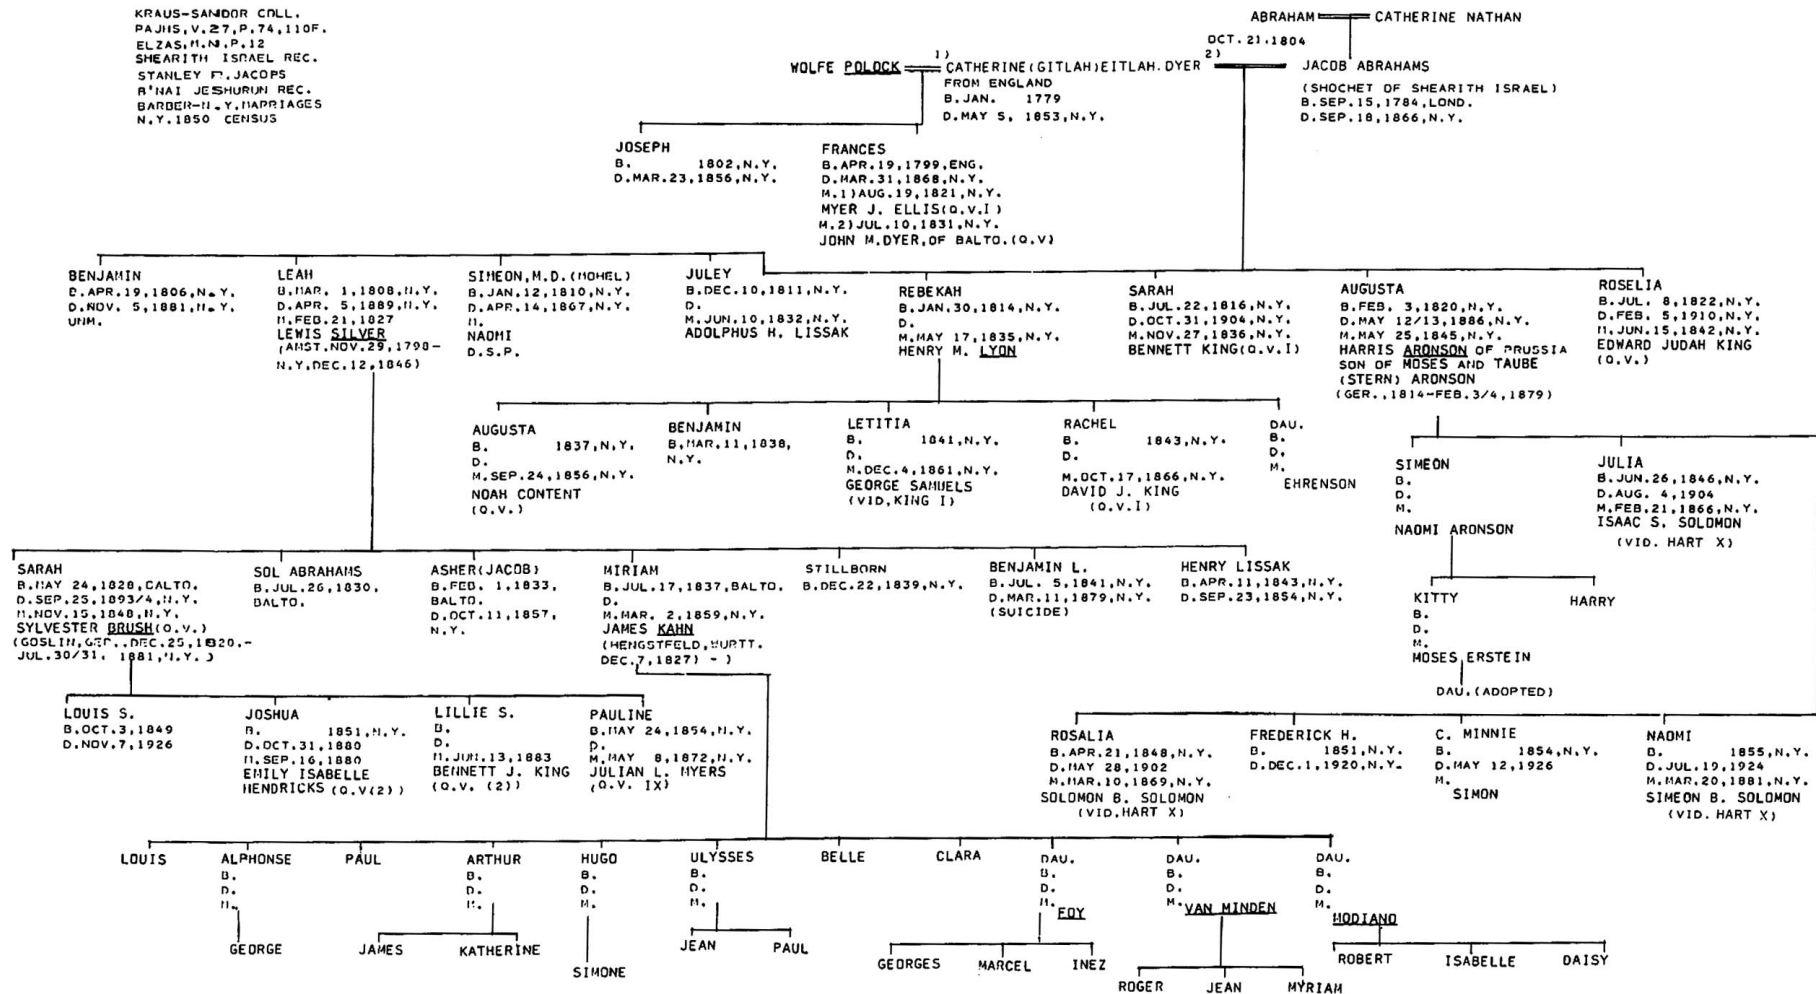 KRAUS-SANDOR COLL.
PAJHS,V.27,P.74,110F.
ELZAS,M.N,P.12
SHEARITH ISRAEL REC.
STANLEY F.JACOPS
B'NAI JESHURUN REC.
BARBER-N.Y.MARRIAGES
N.Y.1850 CENSUS
ABRAHAM CATHERINE NATHAN
OCT.21,1804
1) 2)
WOLFE POLOCK CATHERINE(GITLAH)EITLAH.DYER JACOB ABRAHAMS
FROM ENGLAND
B.JAN. 1779
D.MAY 5, 1853,N.Y.
(SHOCHET OF SHEARITH ISRAEL)
B.SEP.15,1784,LOND.
D.SEP.18,1866,N.Y.
JOSEPH
B. 1802,N.Y.
D.MAR.23,1856,N.Y.
FRANCES
B.APR.19,1799,ENG.
D.MAR.31,1868,N.Y.
M.1)AUG.19,1821,N.Y.
MYER J. ELLIS(Q.V.I)
M.2)JUL.10,1831,N.Y.
JOHN M.DYER,OF BALTO.(Q.V)
BENJAMIN
B.APR.19,1806,N.Y.
D.NOV. 5,1881,N.Y.
UNM.
LEAH
B.MAR. 1,1808,N.Y.
D.APR. 5,1889,N.Y.
M.FEB.21,1827
LEWIS SILVER
(AMST.NOV.29,1798-
N.Y.DEC.12,1846)
SIMEON,M.D.(MOHEL)
B.JAN.12,1810,N.Y.
D.APR.14,1867,N.Y.
M.
NAOMI
D.S.P.
JULEY
B.DEC.10,1811,N.Y.
D.
M.JUN.10,1832,N.Y.
ADOLPHUS H. LISSAK
REBEKAH
B.JAN.30,1814,N.Y.
D.
M.MAY 17,1835,N.Y.
HENRY M. LYON
SARAH
B.JUL.22,1816,N.Y.
D.OCT.31,1904,N.Y.
M.NOV.27,1836,N.Y.
BENNETT KING(Q.V.I)
AUGUSTA
B.FEB. 3,1820,N.Y.
D.MAY 12/13,1886,N.Y.
M.MAY 25,1845,N.Y.
HARRIS ARONSON OF PRUSSIA
SON OF MOSES AND TAUBE
(STERN) ARONSON
(GER.,1814-FEB.3/4,1879)
ROSELIA
B.JUL. 8,1822,N.Y.
D.FEB. 5,1910,N.Y.
M.JUN.15,1842,N.Y.
EDWARD JUDAH KING
(Q.V.)
AUGUSTA
B. 1837,N.Y.
D.
M.SEP.24,1856,N.Y.
NOAH CONTENT
(Q.V.)
BENJAMIN
B.MAR.11,1838,
N.Y.
LETITIA
B. 1841,N.Y.
D.
M.DEC.4,1861,N.Y.
GEORGE SAMUELS
(VID,KING I)
RACHEL
B. 1843,N.Y.
D.
M.OCT.17,1866,N.Y.
DAVID J. KING
(Q.V.I)
DAU.
B.
D.
M.
EHRENSON
SIMEON
B.
D.
M.
NAOMI ARONSON
JULIA
B.JUN.26,1846,N.Y.
D.AUG. 4,1904
M.FEB.21,1866,N.Y.
ISAAC S. SOLOMON
(VID. HART X)
SARAH
B.MAY 24,1828,BALTO.
D.SEP.25,1893/4,N.Y.
M.NOV.15,1848,N.Y.
SYLVESTER BRUSH(Q.V.)
(GOSLIN,GER.,DEC.25,1820,-
JUL.30/31. 1881,N.Y.)
SOL ABRAHAMS
B.JUL.26,1830,
BALTO.
ASHER(JACOB)
B.FEB. 1,1833,
BALTO.
D.OCT.11,1857,
N.Y.
MIRIAM
B.JUL.17,1837,BALTO.
D.
M.MAR. 2,1859,N.Y.
JAMES KAHN
(HENGSTFELD,WURTT.
DEC.7,1827) - )
STILLBORN
B.DEC.22,1839,N.Y.
BENJAMIN L.
B.JUL. 5,1841,N.Y.
D.MAR.11,1879,N.Y.
(SUICIDE)
HENRY LISSAK
B.APR.11,1843,N.Y.
D.SEP.23,1854,N.Y.
KITTY
B.
D.
M.
MOSES ERSTEIN
HARRY
DAU.(ADOPTED)
LOUIS S.
B.OCT.3,1849
D.NOV.7,1926
JOSHUA
B. 1851,N.Y.
D.OCT.31,1880
M.SEP.16,1880
EMILY ISABELLE
HENDRICKS (Q.V(2))
LILLIE S.
B.
D.
M.JUN.13,1883
BENNETT J. KING
(Q.V. (2))
PAULINE
B.MAY 24,1854,N.Y.
D.
M.MAY 8,1872,N.Y.
JULIAN L. MYERS
(Q.V. IX)
ROSALIA
B.APR.21,1848,N.Y.
D.MAY 28,1902
M.MAR.10,1869,N.Y.
SOLOMON B. SOLOMON
(VID.HART X)
FREDERICK H.
B. 1851,N.Y.
D.DEC.1,1920,N.Y.
C. MINNIE
B. 1854,N.Y.
D.MAY 12,1926
M.
SIMON
NAOMI
B. 1855,N.Y.
D.JUL.19,1924
M.MAR.20,1881,N.Y.
SIMEON B. SOLOMON
(VID. HART X)
LOUIS
ALPHONSE
B.
D.
M.
PAUL
ARTHUR
B.
D.
M.
HUGO
B.
D.
M.
ULYSSES
B.
D.
M.
BELLE
CLARA
DAU.
B.
D.
M.
FOY
DAU.
B.
D.
M. VAN MINDEN
DAU.
B.
D.
M.
MODIANO
GEORGE
JAMES KATHERINE
SIMONE
JEAN PAUL
GEORGES MARCEL INEZ
ROGER JEAN MYRIAM
ROBERT ISABELLE DAISY